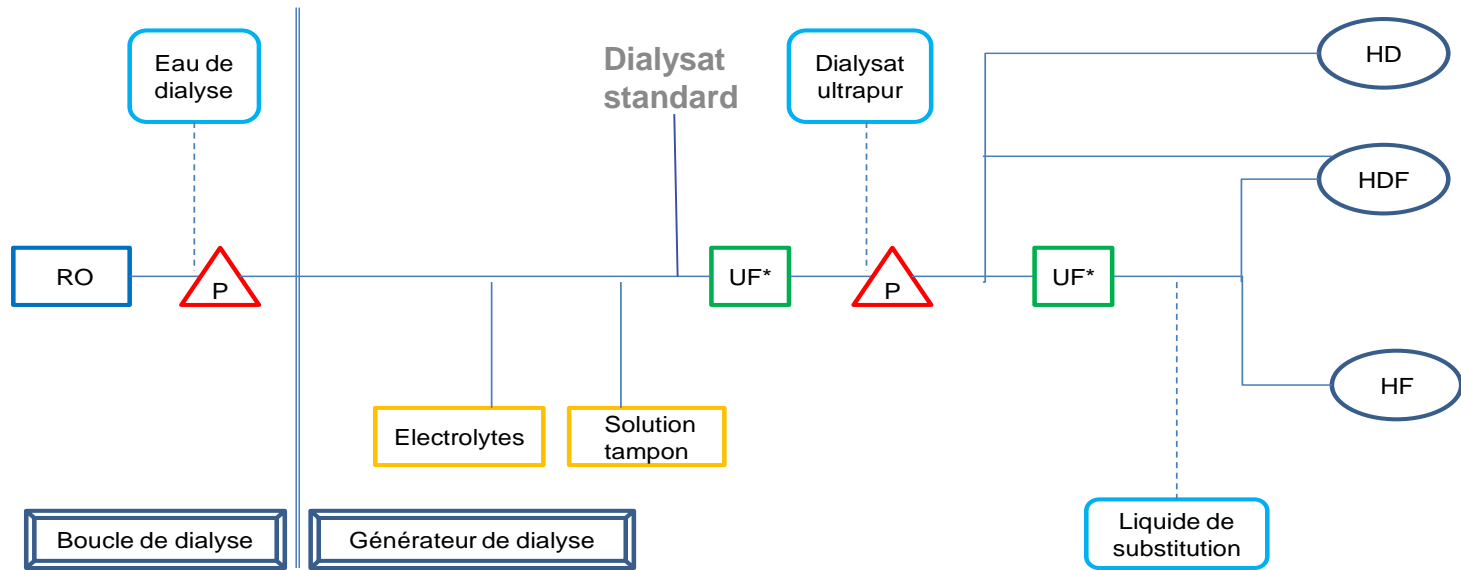 Eau de
dialyse
Dialysat
standard
Dialysat
ultrapur
HD
HDF
RO
P
UF*
P
UF*
HF
Electrolytes
Solution
tampon
Liquide de
substitution
Boucle de dialyse
Générateur de dialyse